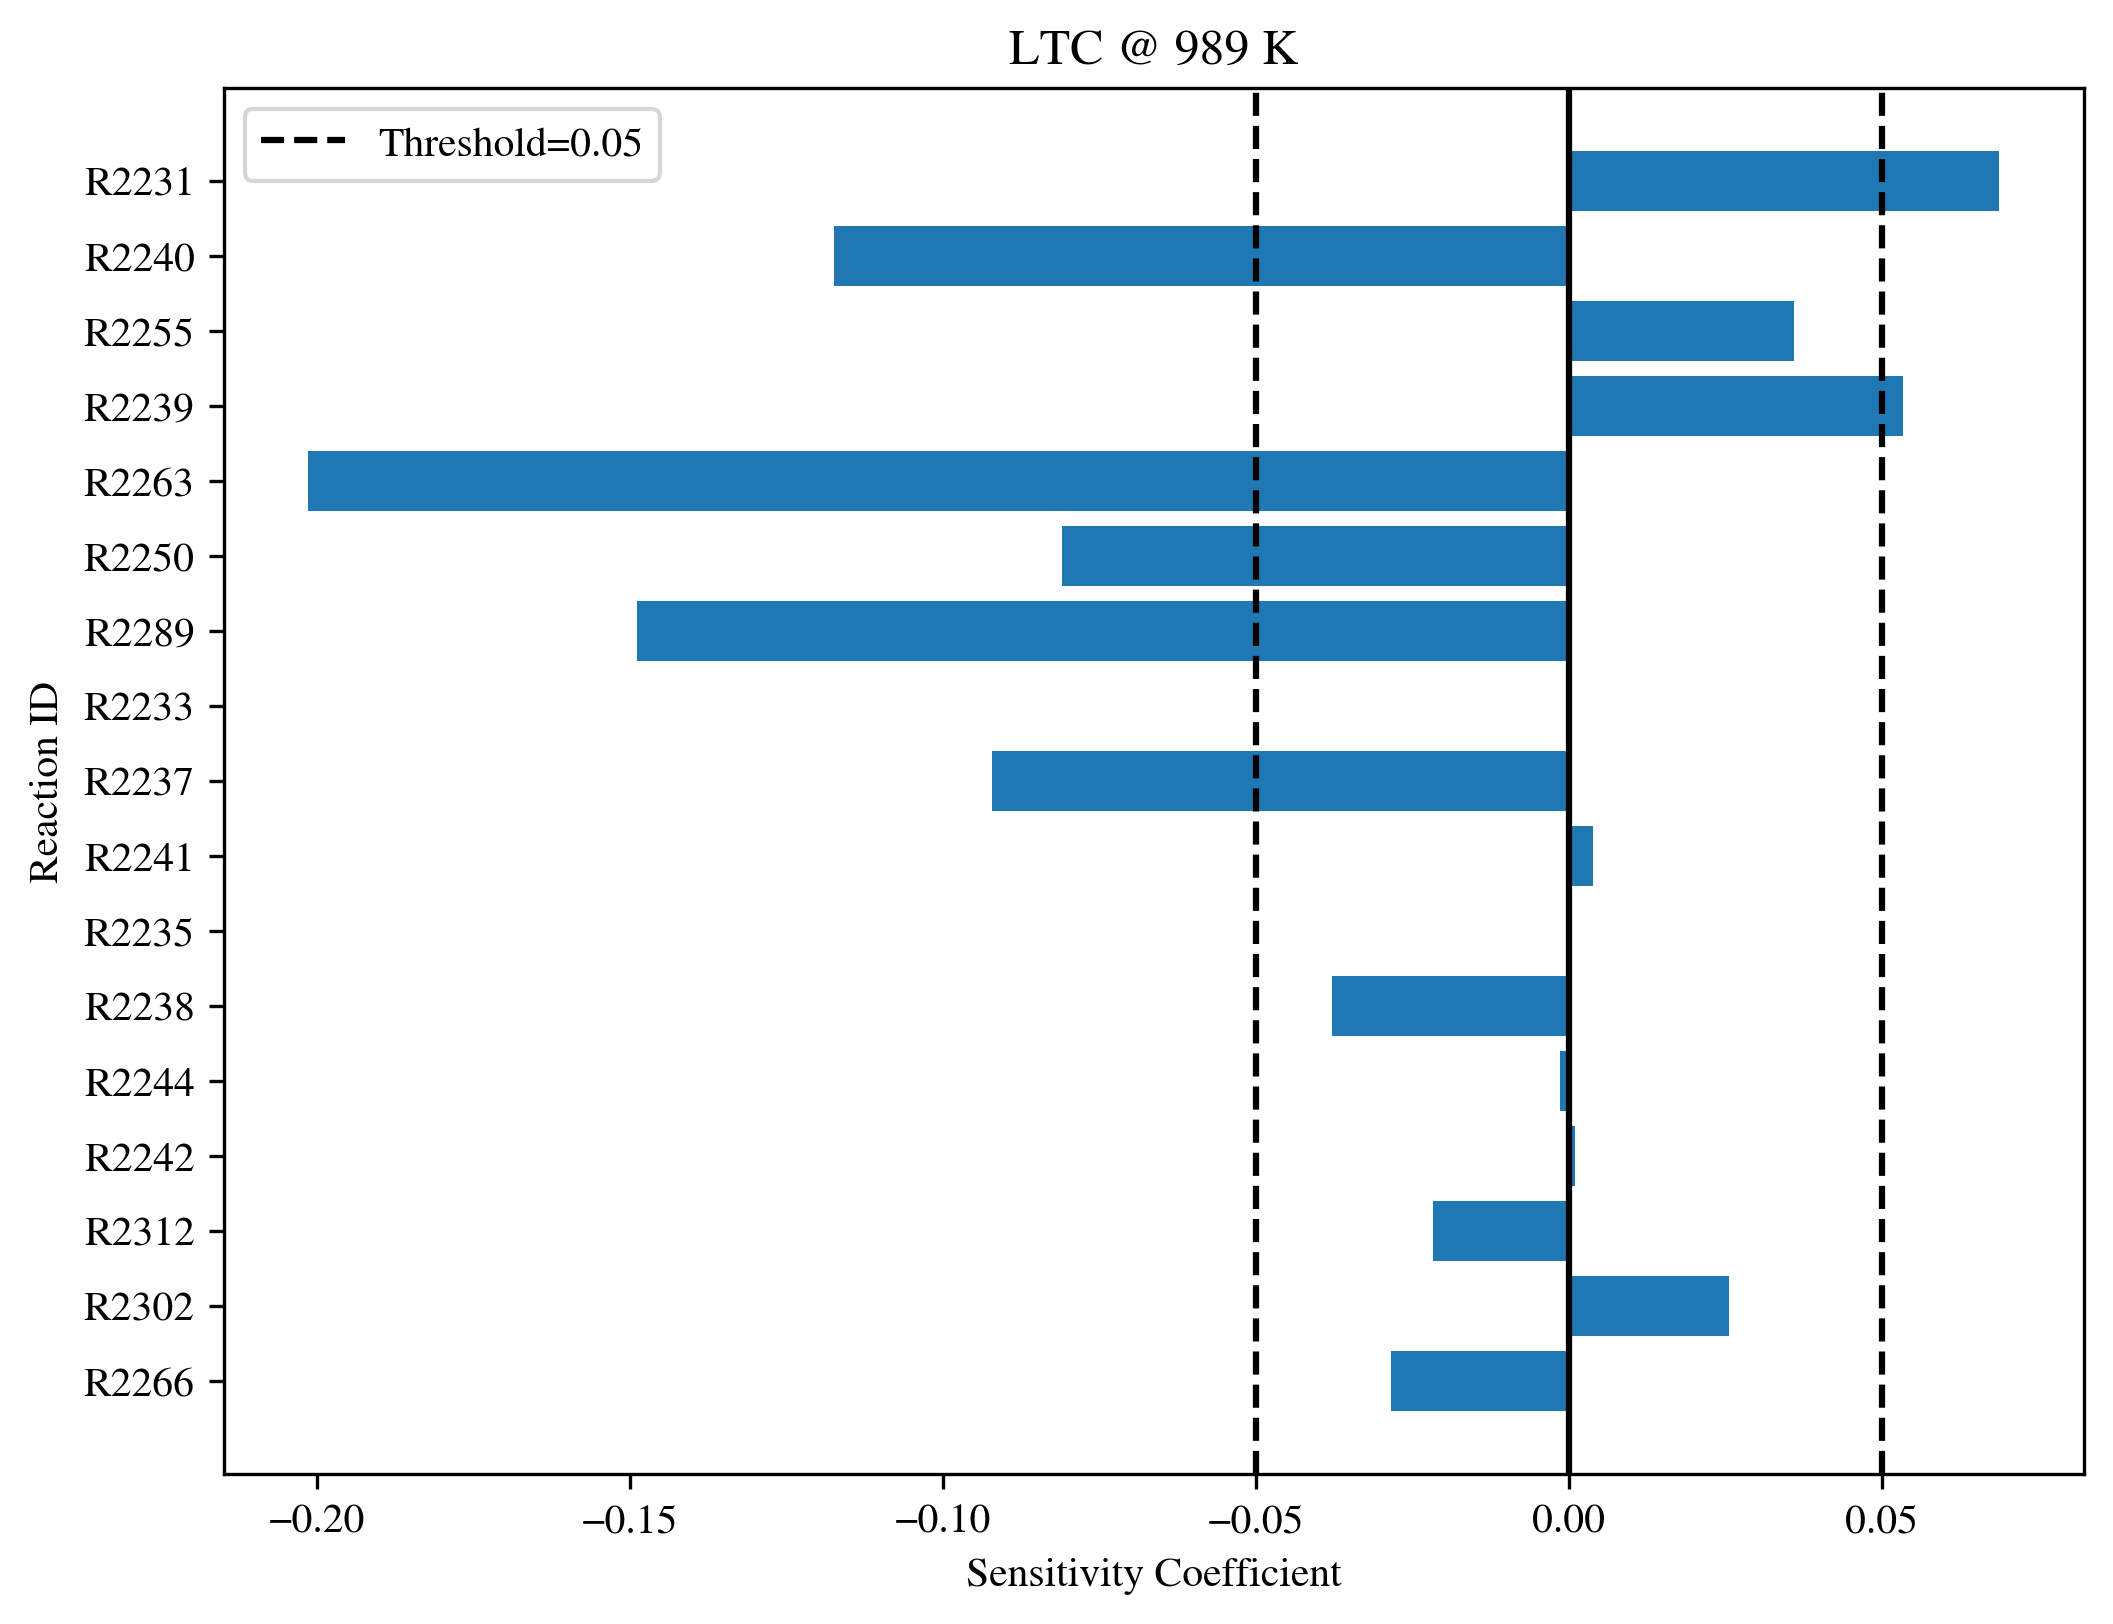 LTC @ 989 K
Threshold=0.05
R2231
R2240
R2255
R2239
R2263
R2250
R2289
R2233
R2237
R2241
R2235
R2238
R2244
R2242
R2312
R2302
R2266
Reaction ID
−0.20 −0.15 −0.10 −0.05 0.00 0.05
Sensitivity Coefficient